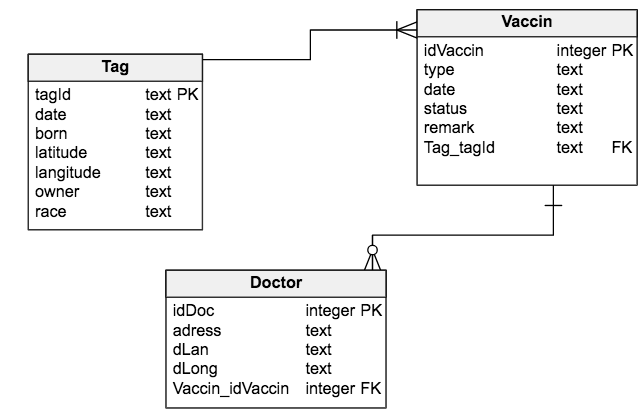 Vaccin
idVaccin integer PK
type text
date text
status text
remark text
Tag_tagId text FK
Tag
tagId text PK
date text
born text
latitude text
langitude text
owner text
race text
Doctor
idDoc integer PK
adress text
dLan text
dLong text
Vaccin_idVaccin integer FK